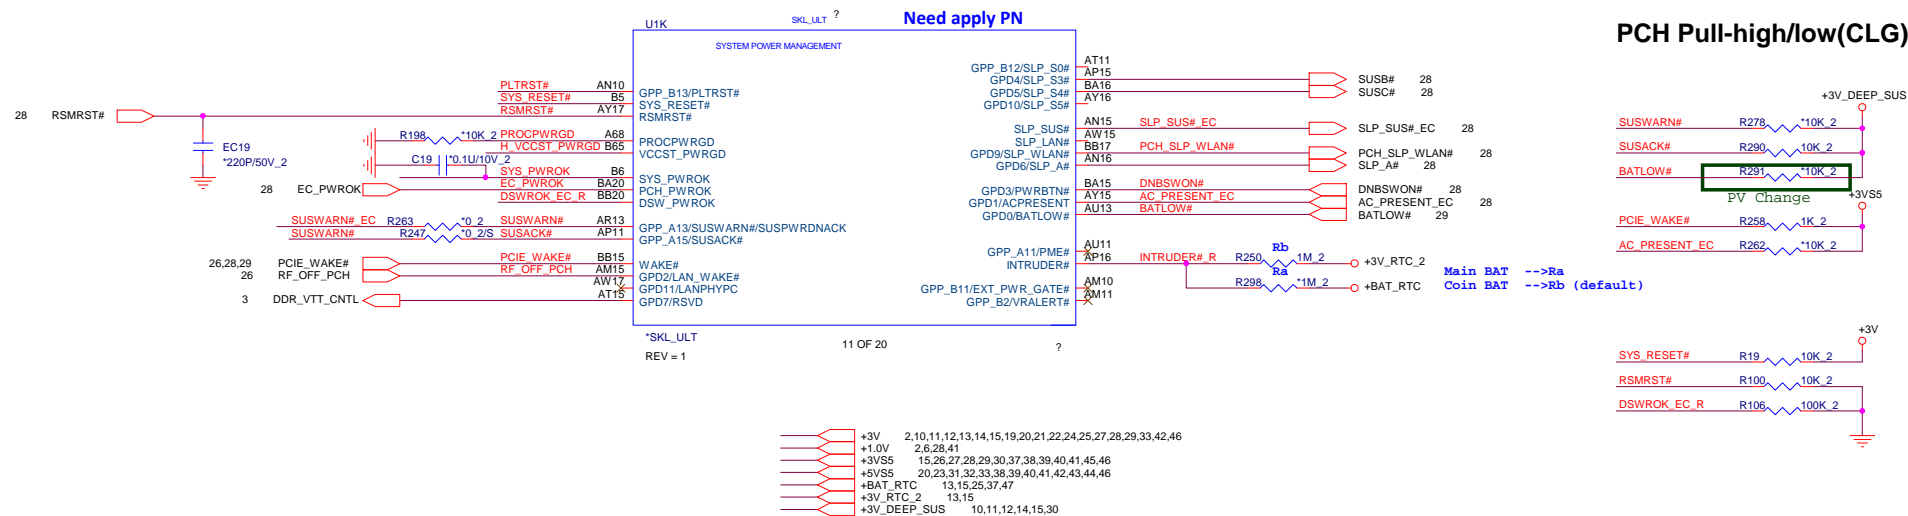 U1K
SKL_ULT ?
Need apply PN
PCH Pull-high/low(CLG)
SYSTEM POWER MANAGEMENT
28 RSMRST#
EC19
*220P/50V_2
PLTRST# AN10 GPP_B13/PLTRST#
SYS_RESET# B5 SYS_RESET#
RSMRST# AY17 RSMRST#
R198 *10K_2 PROCPWRGD A68 PROCPWRGD
H_VCCST_PWRGD B65 VCCST_PWRGD
C19 *0.1U/10V_2
SYS_PWROK B6 SYS_PWROK
28 EC_PWROK EC_PWROK BA20 PCH_PWROK
DSWROK_EC_R BB20 DSW_PWROK
SUSWARN#_EC R263 *0_2 SUSWARN# AR13 GPP_A13/SUSWARN#/SUSPWRDNACK
SUSWARN# R247 *0_2/S SUSACK# AP11 GPP_A15/SUSACK#
26,28,29 PCIE_WAKE# PCIE_WAKE# BB15 WAKE#
26 RF_OFF_PCH RF_OFF_PCH AM15 GPD2/LAN_WAKE#
AW17 GPD11/LANPHYPC
3 DDR_VTT_CNTL AT15 GPD7/RSVD
GPP_B12/SLP_S0# AT11
GPD4/SLP_S3# AP15 SUSB# 28
GPD5/SLP_S4# BA16 SUSC# 28
GPD10/SLP_S5# AY16
SLP_SUS# AN15 SLP_SUS#_EC SLP_SUS#_EC 28
SLP_LAN# AW15
GPD9/SLP_WLAN# BB17 PCH_SLP_WLAN# PCH_SLP_WLAN# 28
GPD6/SLP_A# AN16 SLP_A# 28
GPD3/PWRBTN# BA15 DNBSWON# DNBSWON# 28
GPD1/ACPRESENT AY15 AC_PRESENT_EC AC_PRESENT_EC 28
GPD0/BATLOW# AU13 BATLOW# BATLOW# 29
GPP_A11/PME# AU11
INTRUDER# AP16 INTRUDER#_R R250 Rb 1M_2 +3V_RTC_2
Ra
R298 *1M_2 +BAT_RTC
GPP_B11/EXT_PWR_GATE# AM10
GPP_B2/VRALERT# AM11
Main BAT -->Ra
Coin BAT -->Rb (default)
*SKL_ULT
REV = 1
11 OF 20
?
+3V_DEEP_SUS
SUSWARN# R278 *10K_2
SUSACK# R290 10K_2
BATLOW# R291 *10K_2
PV Change
+3VS5
PCIE_WAKE# R258 1K_2
AC_PRESENT_EC R262 *10K_2
+3V
SYS_RESET# R19 10K_2
RSMRST# R100 10K_2
DSWROK_EC_R R106 100K_2
+3V 2,10,11,12,13,14,15,19,20,21,22,24,25,27,28,29,33,42,46
+1.0V 2,6,28,41
+3VS5 15,26,27,28,29,30,37,38,39,40,41,45,46
+5VS5 20,23,31,32,33,38,39,40,41,42,43,44,46
+BAT_RTC 13,15,25,37,47
+3V_RTC_2 13,15
+3V_DEEP_SUS 10,11,12,14,15,30